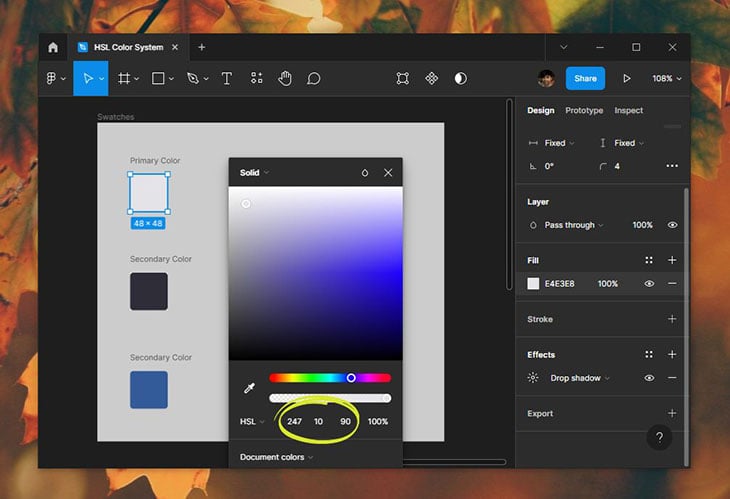 HSL Color System
Share
108%
Swatches
Primary Color
48 × 48
Secondary Color
Secondary Color
Solid
HSL 247 10 90 100%
Document colors
Design Prototype Inspect
Fixed Fixed
0° 4
Layer
Pass through 100%
Fill
E4E3E8 100%
Stroke
Effects
Drop shadow
Export
?